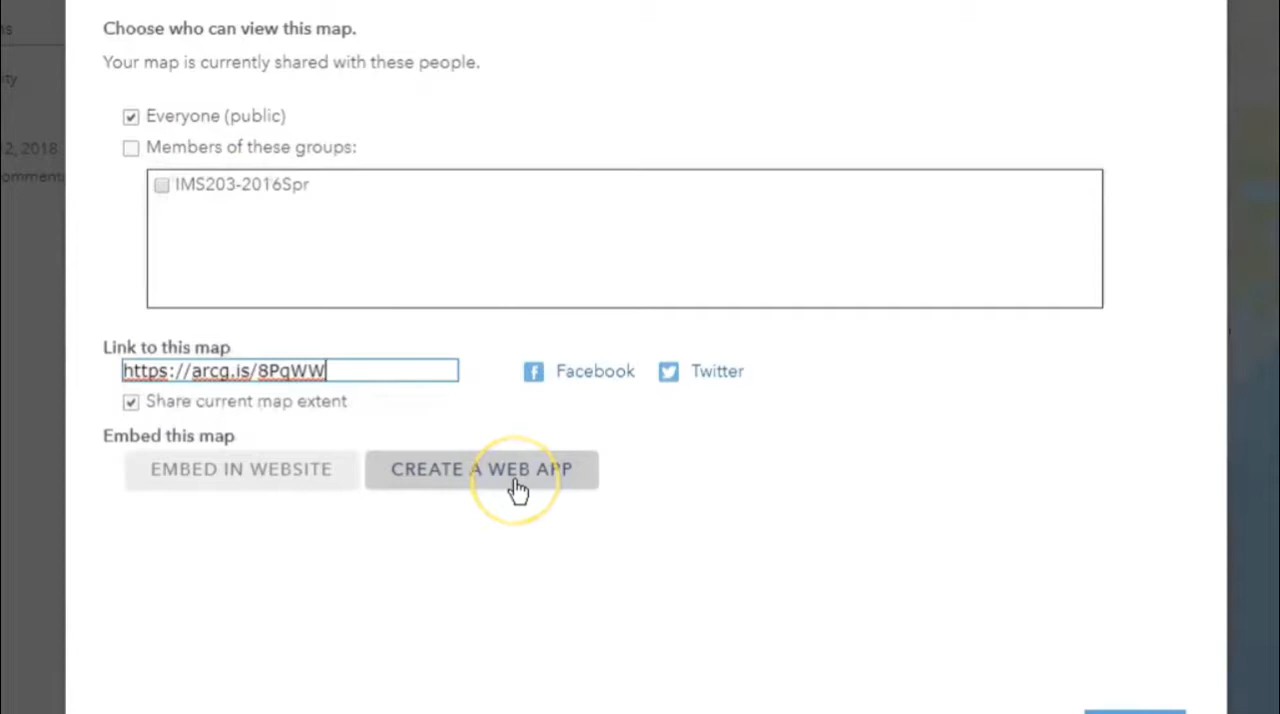 Choose who can view this map.
Your map is currently shared with these people.
Everyone (public)
Members of these groups:
2, 2018
IMS203-2016Spr
Link to this map
https://arcg.is/8PqWW
Facebook
Twitter
Share current map extent
Embed this map
EMBED IN WEBSITE
CREATE A WEB APP